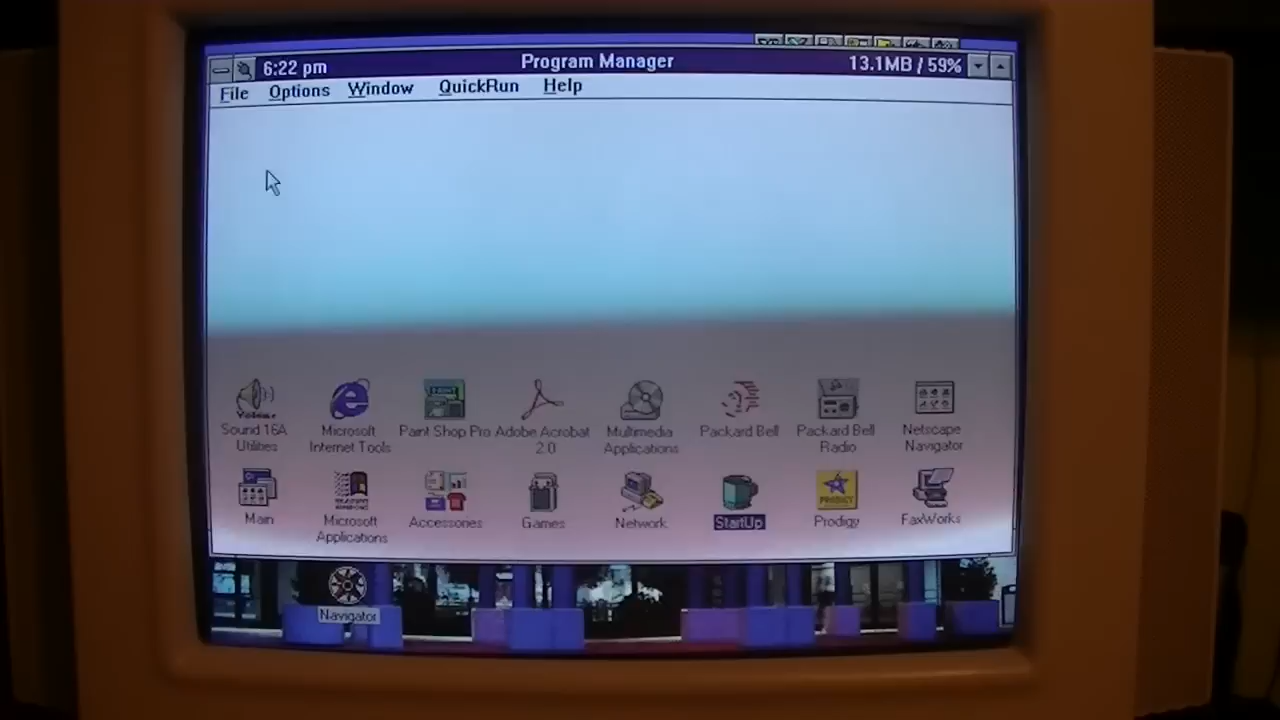 6:22 pm Program Manager 13.1MB / 59%
File Options Window QuickRun Help
Sound 16A Utilities
Microsoft Internet Tools
Paint Shop Pro
Adobe Acrobat 2.0
Multimedia Applications
Packard Bell
Packard Bell Radio
Netscape Navigator
Main
Microsoft Applications
Accessories
Games
Network
StartUp
PRODIGY
Prodigy
FaxWorks
Navigator